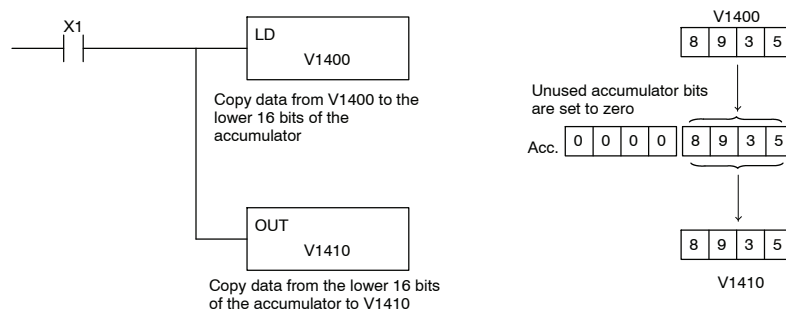 X1
LD
V1400
Copy data from V1400 to the
lower 16 bits of the
accumulator
OUT
V1410
Copy data from the lower 16 bits
of the accumulator to V1410
V1400
8 9 3 5
Unused accumulator bits
are set to zero
Acc. 0 0 0 0 8 9 3 5
8 9 3 5
V1410